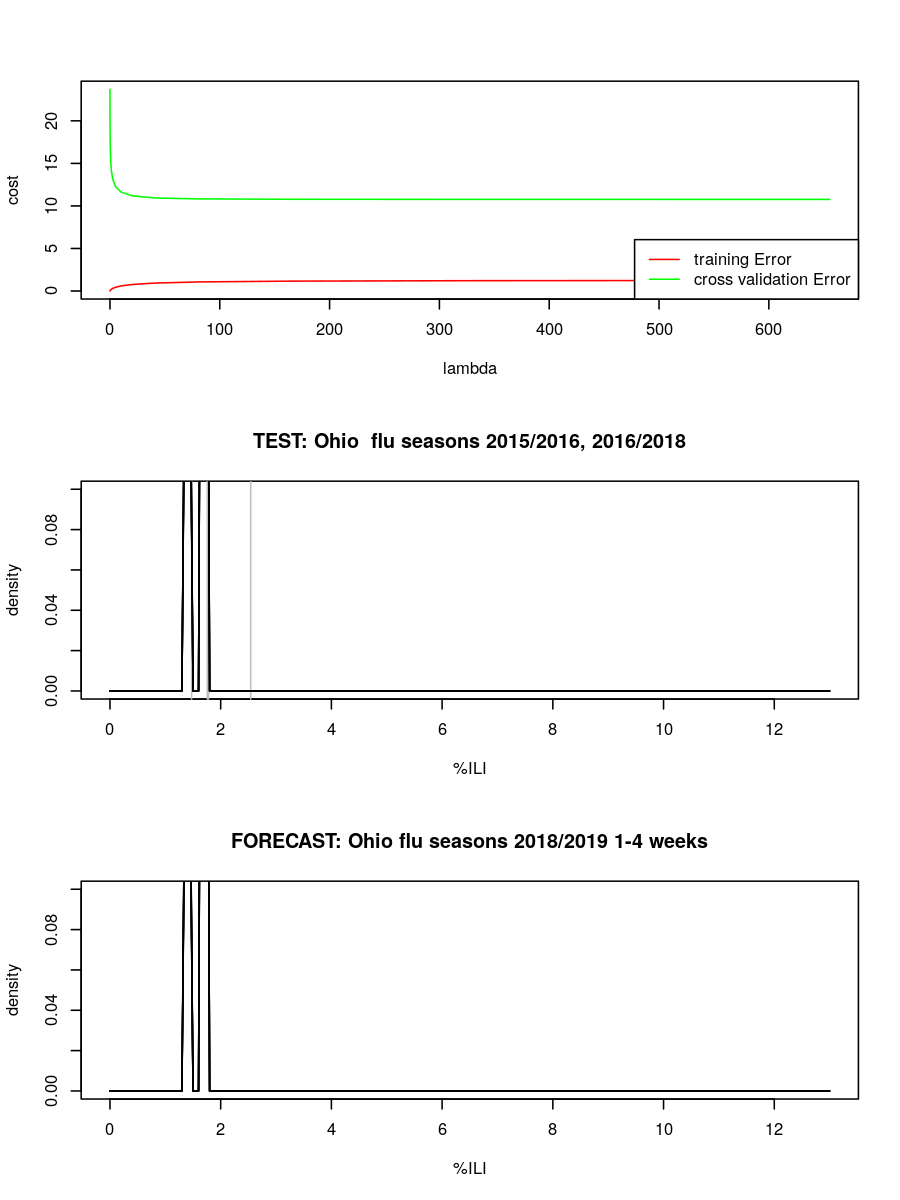 cost
20
15
10
5
0
training Error
cross validation Error
0 100 200 300 400 500 600
lambda
TEST: Ohio  flu seasons 2015/2016, 2016/2018
density
0.08
0.04
0.00
0 2 4 6 8 10 12
%ILI
FORECAST: Ohio flu seasons 2018/2019 1-4 weeks
density
0.08
0.04
0.00
0 2 4 6 8 10 12
%ILI